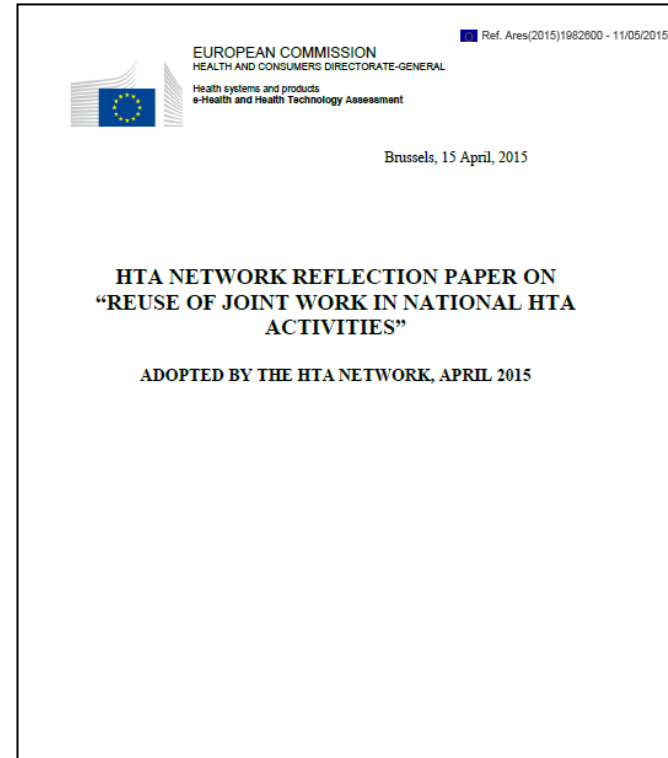 Ref. Ares(2015)1982600 - 11/05/2015
EUROPEAN COMMISSION
HEALTH AND CONSUMERS DIRECTORATE-GENERAL
Health systems and products
e-Health and Health Technology Assessment
Brussels, 15 April, 2015
HTA NETWORK REFLECTION PAPER ON
“REUSE OF JOINT WORK IN NATIONAL HTA
ACTIVITIES”
ADOPTED BY THE HTA NETWORK, APRIL 2015